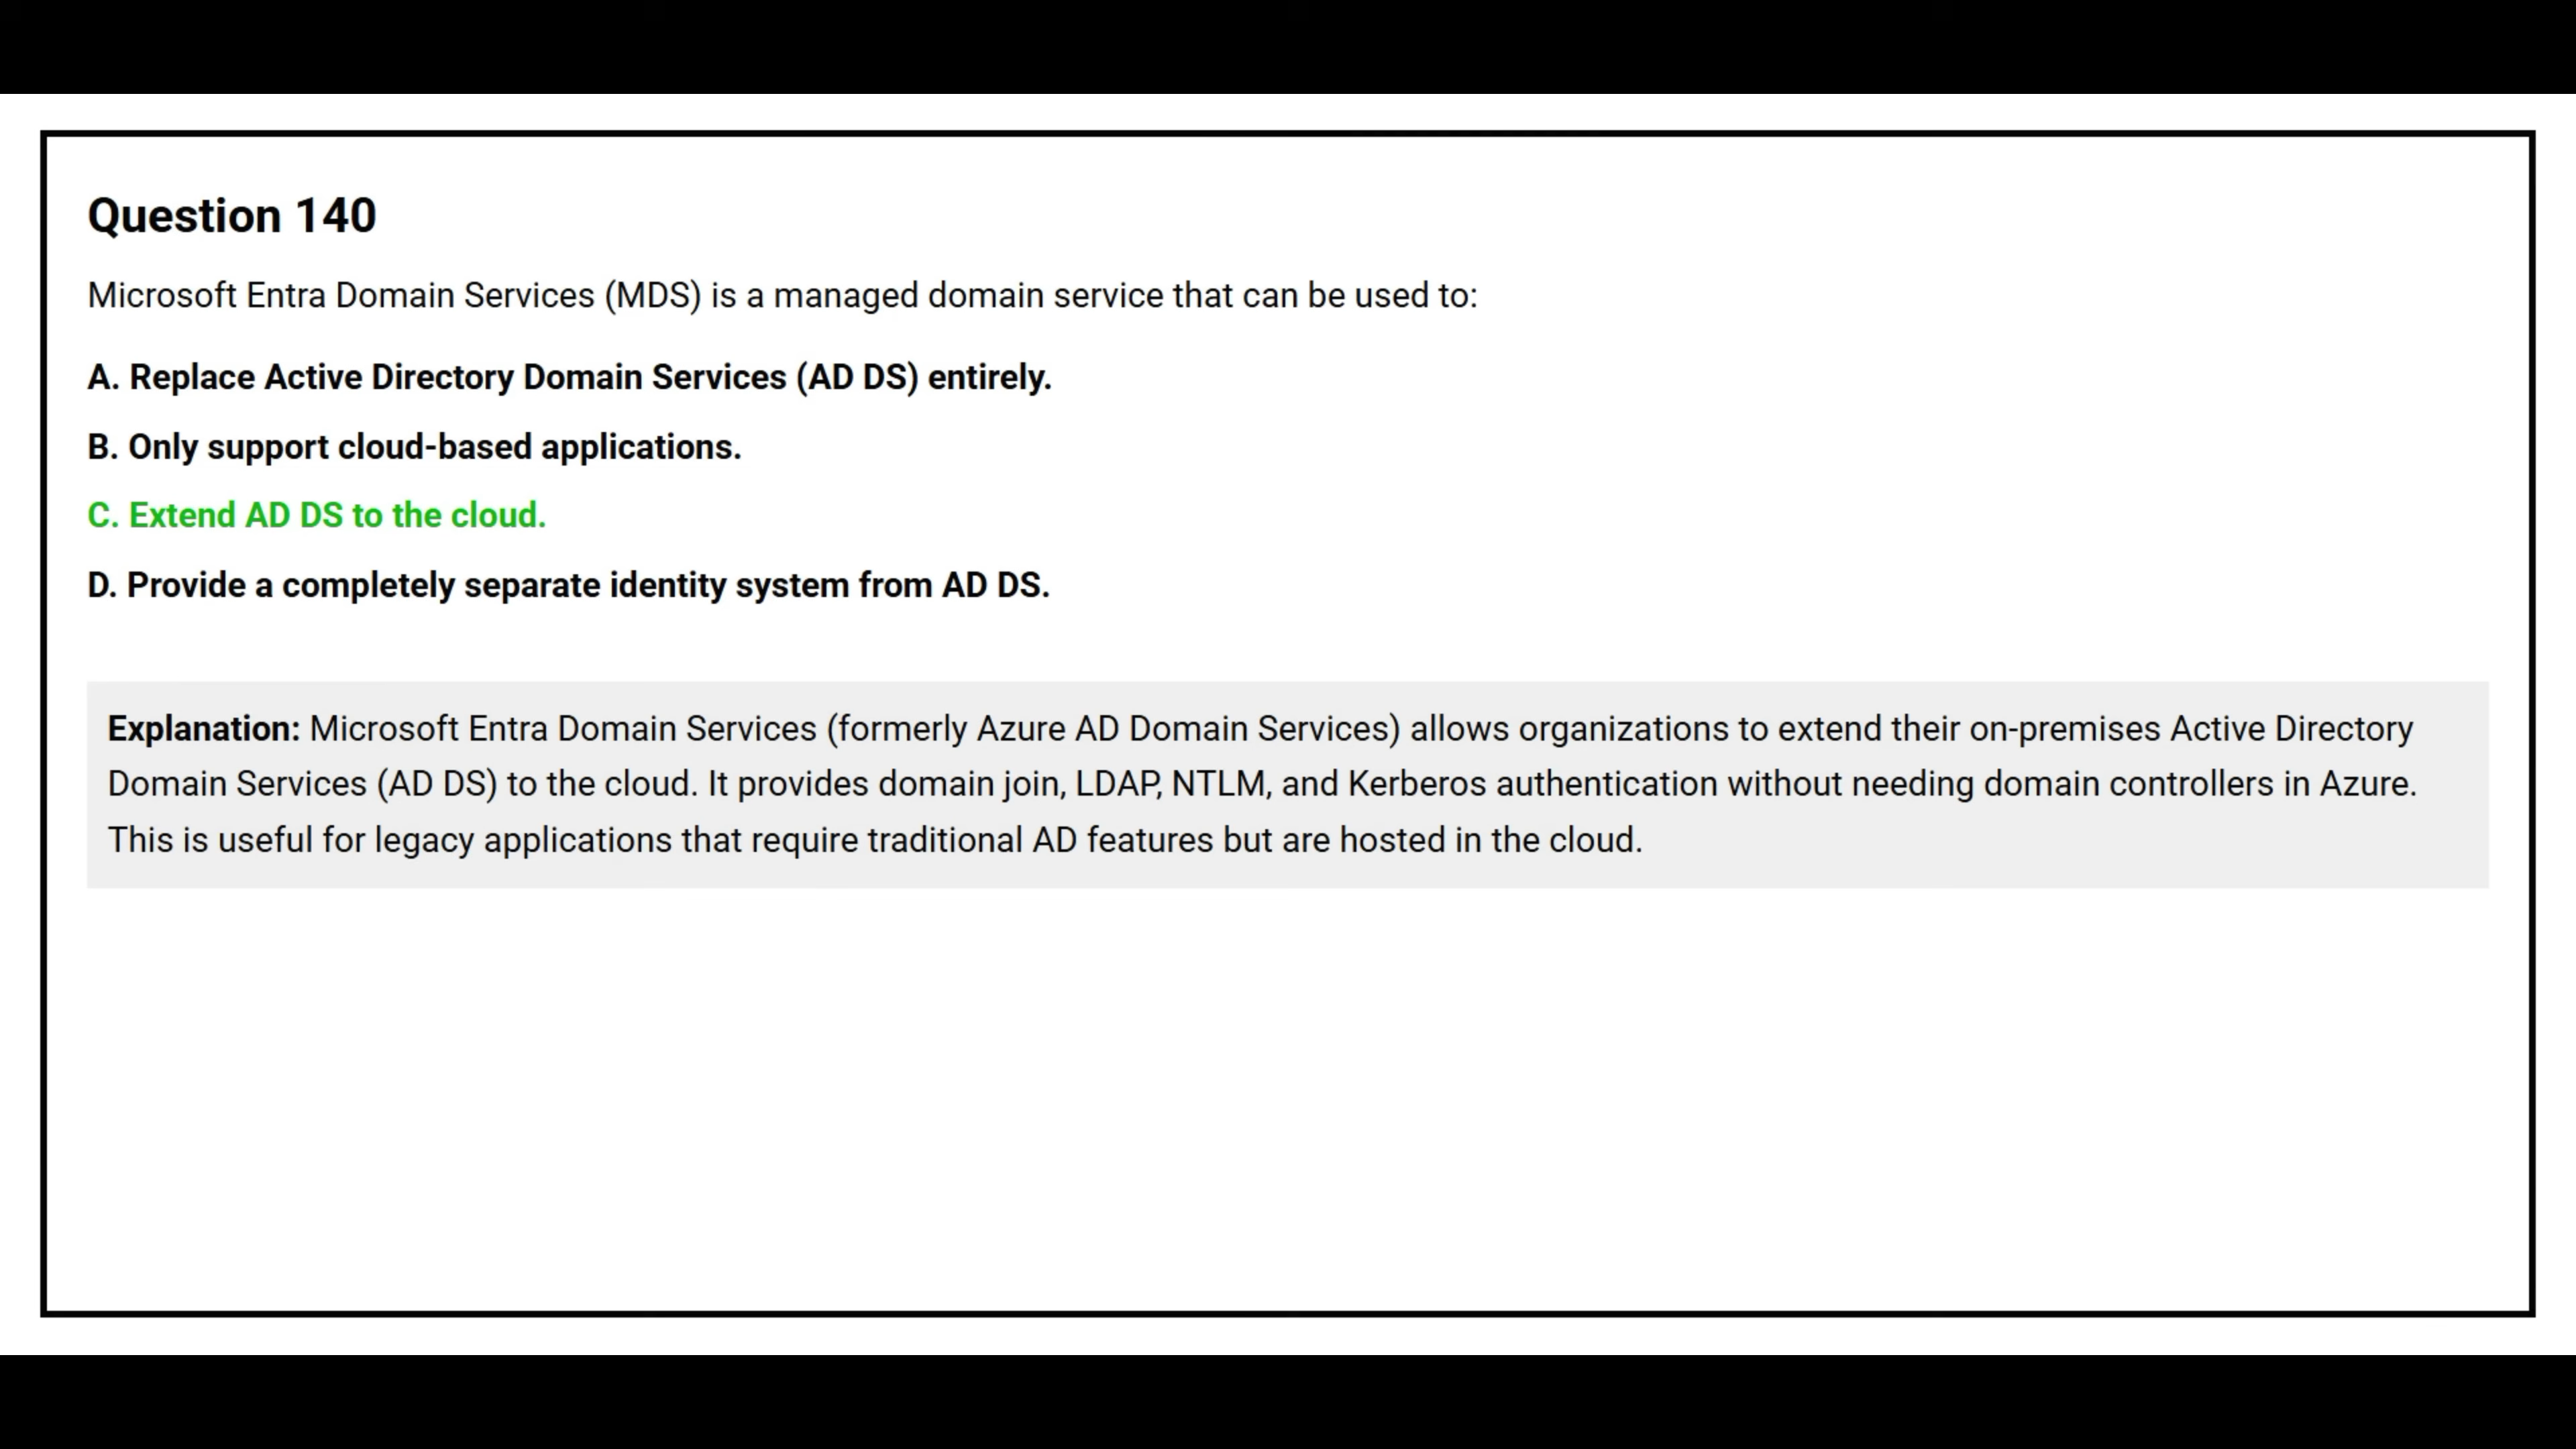 Question 140
Microsoft Entra Domain Services (MDS) is a managed domain service that can be used to:
A. Replace Active Directory Domain Services (AD DS) entirely.
B. Only support cloud-based applications.
C. Extend AD DS to the cloud.
D. Provide a completely separate identity system from AD DS.
Explanation: Microsoft Entra Domain Services (formerly Azure AD Domain Services) allows organizations to extend their on-premises Active Directory
Domain Services (AD DS) to the cloud. It provides domain join, LDAP, NTLM, and Kerberos authentication without needing domain controllers in Azure.
This is useful for legacy applications that require traditional AD features but are hosted in the cloud.